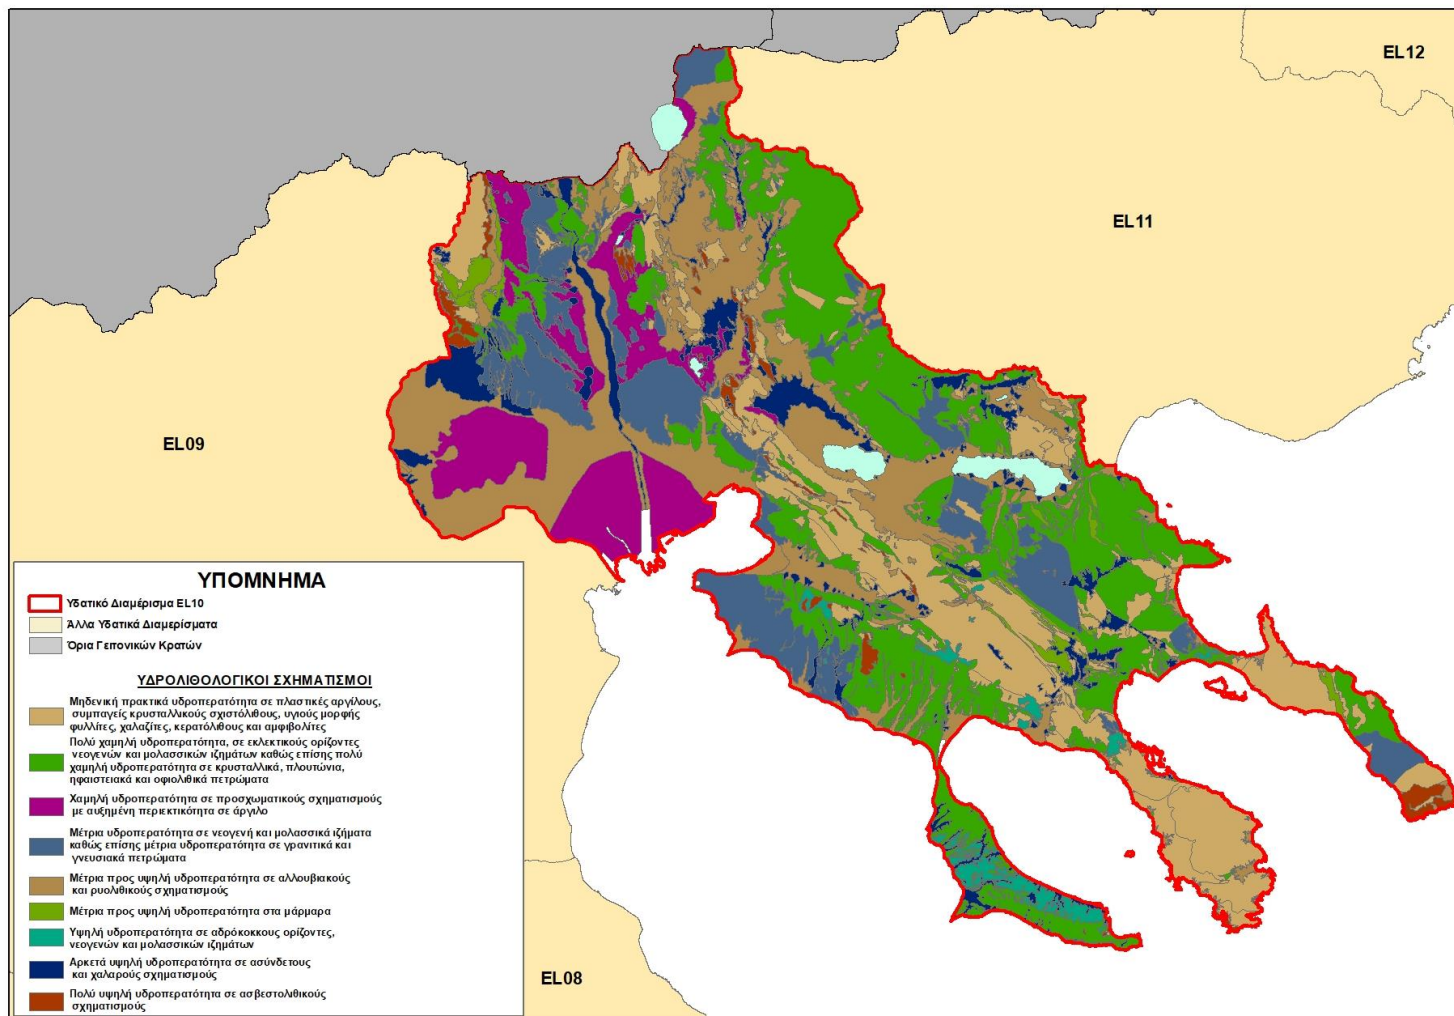 EL12
EL11
EL09
EL08
ΥΠΟΜΝΗΜΑ
Υδατικό Διαμέρισμα EL10
Άλλα Υδατικά Διαμερίσματα
Όρια Γειτονικών Κρατών
ΥΔΡΟΛΙΘΟΛΟΓΙΚΟΙ ΣΧΗΜΑΤΙΣΜΟΙ
Μηδενική πρακτικά υδροπερατότητα σε πλαστικές αργίλους,
συμπαγείς κρυσταλλικούς σχιστόλιθους, υγιούς μορφής
φυλλίτες, χαλαζίτες, κερατόλιθους και αμφιβολίτες
Πολύ χαμηλή υδροπερατότητα, σε εκλεκτικούς ορίζοντες
νεογενών και μολασσικών ιζημάτων καθώς επίσης πολύ
χαμηλή υδροπερατότητα σε κρυσταλλικά, πλουτώνια,
ηφαιστειακά και οφιολιθικά πετρώματα
Χαμηλή υδροπερατότητα σε προσχωματικούς σχηματισμούς
με αυξημένη περιεκτικότητα σε άργιλο
Μέτρια υδροπερατότητα σε νεογενή και μολασσικά ιζήματα
καθώς επίσης μέτρια υδροπερατότητα σε γρανιτικά και
γνευσιακά πετρώματα
Μέτρια προς υψηλή υδροπερατότητα σε αλλουβιακούς
και ρυολιθικούς σχηματισμούς
Μέτρια προς υψηλή υδροπερατότητα στα μάρμαρα
Υψηλή υδροπερατότητα σε αδρόκοκκους ορίζοντες,
νεογενών και μολασσικών ιζημάτων
Αρκετά υψηλή υδροπερατότητα σε ασύνδετους
και χαλαρούς σχηματισμούς
Πολύ υψηλή υδροπερατότητα σε ασβεστολιθικούς
σχηματισμούς